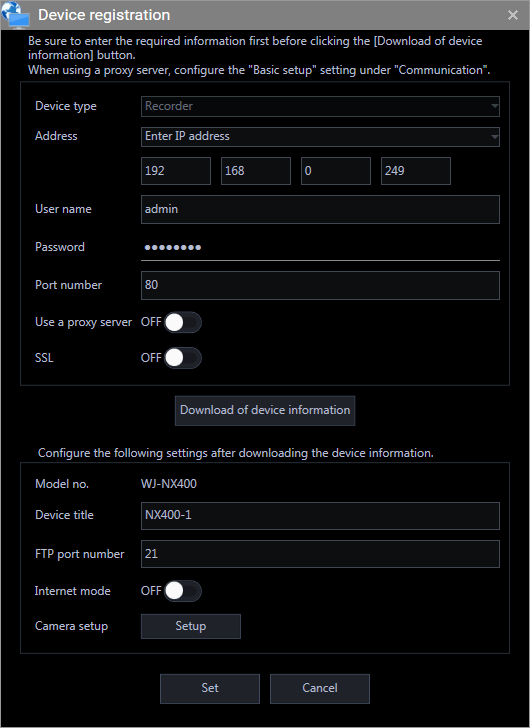 Device registration
Be sure to enter the required information first before clicking the [Download of device
information] button.
When using a proxy server, configure the "Basic setup" setting under "Communication".
Device type Recorder
Address Enter IP address
192 168 0 249
User name admin
Password ●●●●●●●●
Port number 80
Use a proxy server OFF
SSL OFF
Download of device information
Configure the following settings after downloading the device information.
Model no. WJ-NX400
Device title NX400-1
FTP port number 21
Internet mode OFF
Camera setup Setup
Set Cancel